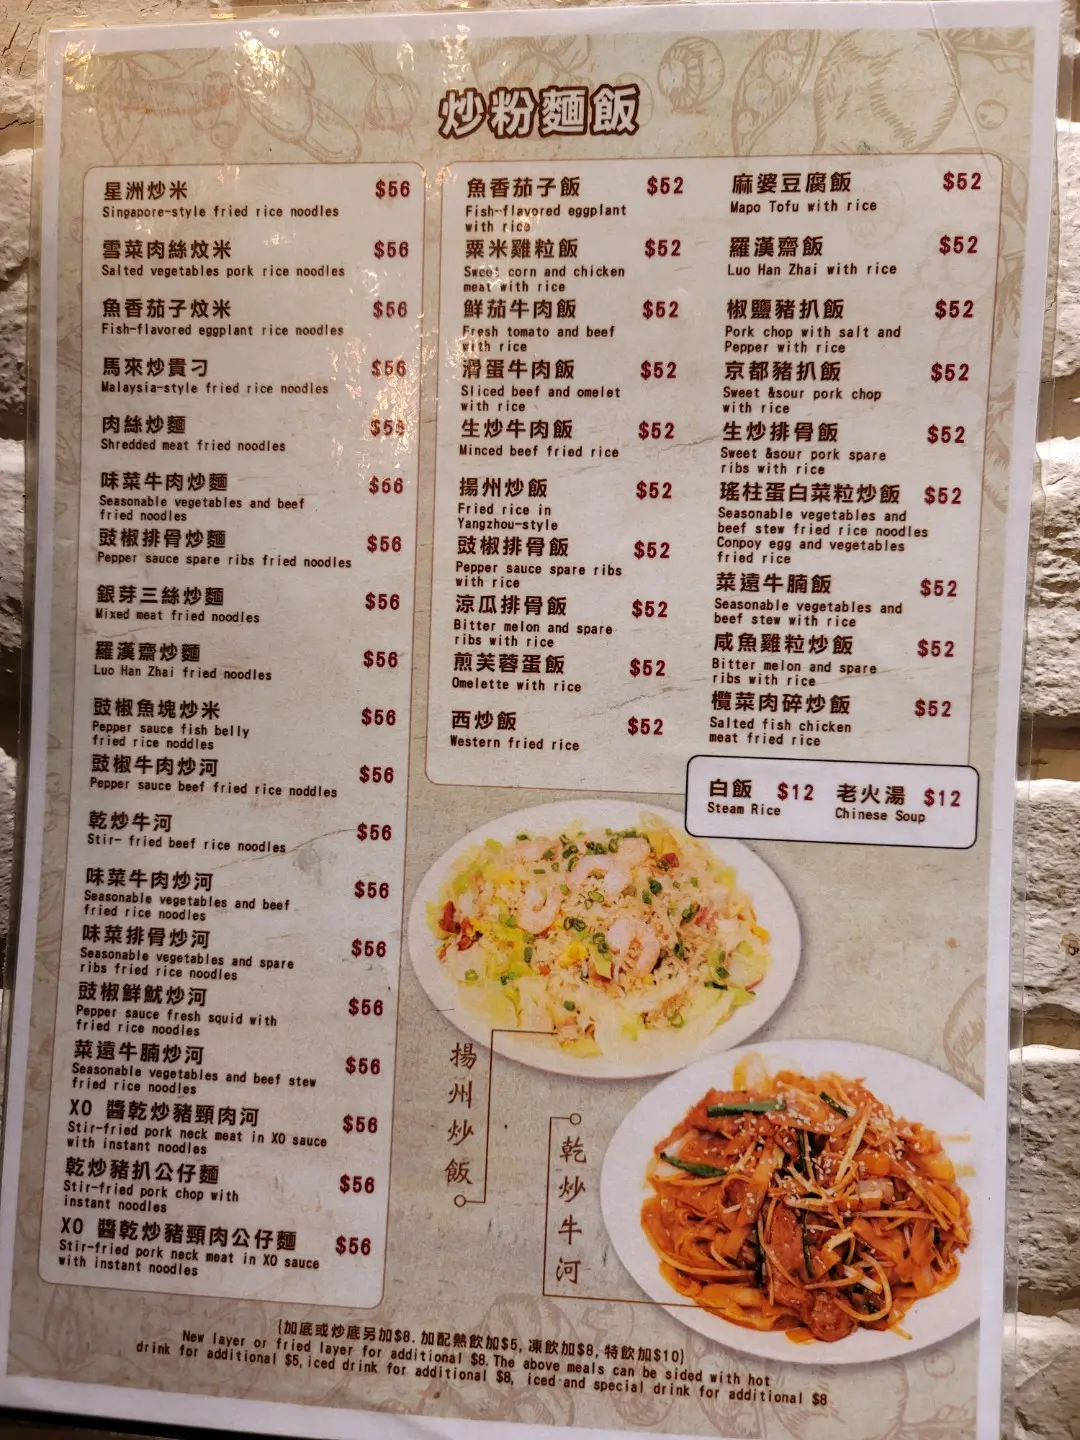 炒粉麵飯
星洲炒米 $56
Singapore-style fried rice noodles
雪菜肉絲炆米 $56
Salted vegetables pork rice noodles
魚香茄子炆米 $56
Fish-flavored eggplant rice noodles
馬來炒貴刁 $56
Malaysia-style fried rice noodles
肉絲炒麵 $56
Shredded meat fried noodles
味菜牛肉炒麵 $56
Seasonable vegetables and beef
fried noodles
豉椒排骨炒麵 $56
Pepper sauce spare ribs fried noodles
銀芽三絲炒麵 $56
Mixed meat fried noodles
羅漢齋炒麵 $56
Luo Han Zhai fried noodles
豉椒魚塊炒米 $56
Pepper sauce fish belly
fried rice noddles
豉椒牛肉炒河 $56
Pepper sauce beef fried rice noddles
乾炒牛河 $56
Stir- fried beef rice noodles
味菜牛肉炒河 $56
Seasonable vegetables and beef
fried rice noodles
味菜排骨炒河 $56
Seasonable vegetables and spare
ribs fried rice noodles
豉椒鮮魷炒河 $56
Pepper sauce fresh squid with
fried rice noodles
菜遠牛腩炒河 $56
Seasonable vegetables and beef stew
fried rice noodles
XO 醬乾炒豬頸肉河 $56
Stir-fried pork neck meat in XO sauce
with instant noodles
乾炒豬扒公仔麵 $56
Stir-fried pork chop with
instant noodles
XO 醬乾炒豬頸肉公仔麵 $56
Stir-fried pork neck meat in XO sauce
with instant noodles
魚香茄子飯 $52
Fish-flavored eggplant
with rice
粟米雞粒飯 $52
Sweet corn and chicken
meat with rice
鮮茄牛肉飯 $52
Fresh tomato and beef
with rice
滑蛋牛肉飯 $52
Sliced beef and omelet
with rice
生炒牛肉飯 $52
Minced beef fried rice
揚州炒飯 $52
Fried rice in
Yangzhou-style
豉椒排骨飯 $52
Pepper sauce spare ribs
with rice
涼瓜排骨飯 $52
Bitter melon and spare
ribs with rice
煎芙蓉蛋飯 $52
Omelette with rice
西炒飯 $52
Western fried rice
麻婆豆腐飯 $52
Mapo Tofu with rice
羅漢齋飯 $52
Luo Han Zhai with rice
椒鹽豬扒飯 $52
Pork chop with salt and
Pepper with rice
京都豬扒飯 $52
Sweet &sour pork chop
with rice
生炒排骨飯 $52
Sweet &sour pork spare
ribs with rice
瑤柱蛋白菜粒炒飯 $52
Seasonable vegetables and
beef stew fried rice noodles
Conpoy egg and vegetables
fried rice
菜遠牛腩飯 $52
Seasonable vegetables and
beef stew with rice
咸魚雞粒炒飯 $52
Bitter melon and spare
ribs with rice
欖菜肉碎炒飯 $52
Salted fish chicken
meat fried rice
白飯 $12 老火湯 $12
Steam Rice Chinese Soup
揚州炒飯
乾炒牛河
(加底或炒底另加$8. 加配熱飲加$5, 凍飲加$8, 特飲加$10)
New layer or fried layer for additional $8. The above meals can be sided with hot
drink for additional $5, iced drink for additional $8, iced and special drink for additional $8